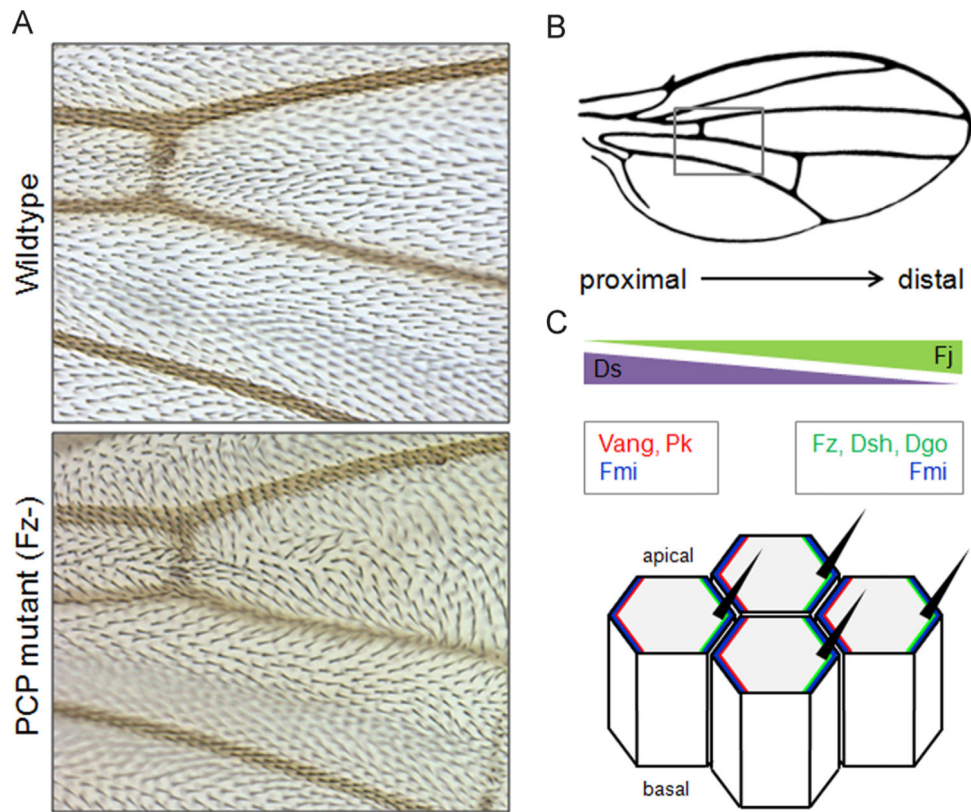 A
Wildtype
PCP mutant (Fz-)
B
proximal
distal
C
Fj
Ds
Vang, Pk
Fmi
Fz, Dsh, Dgo
Fmi
apical
basal